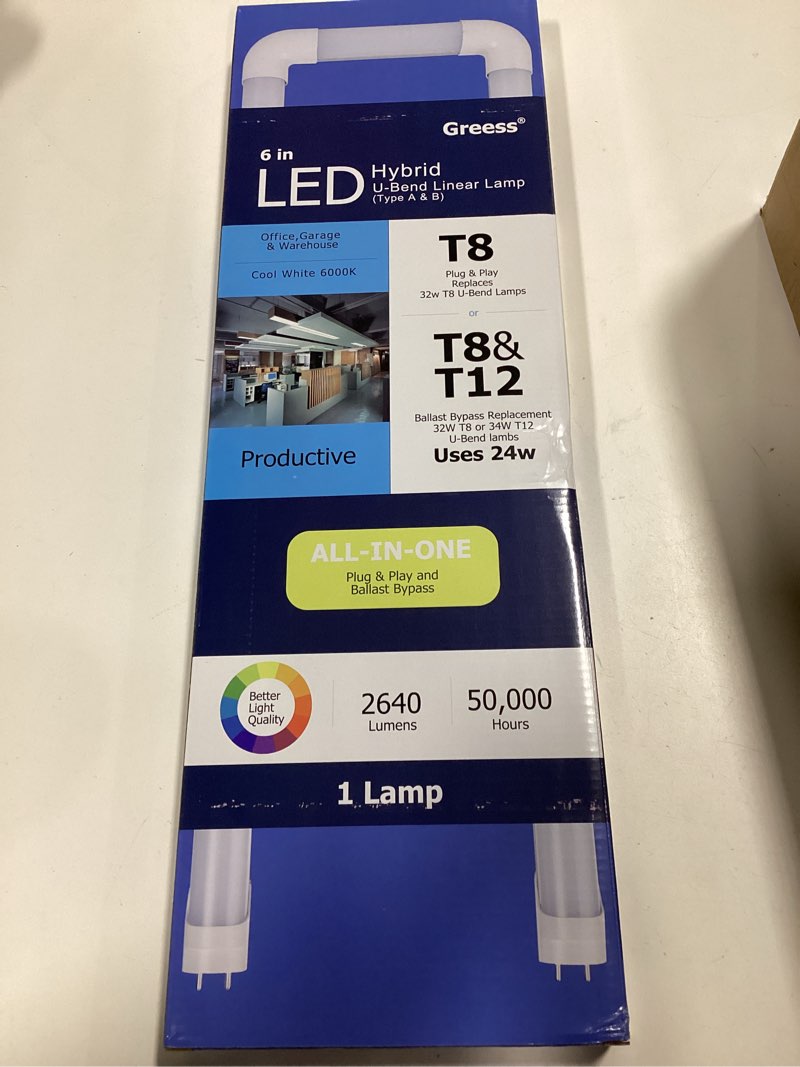 Greess®
6 in
LED Hybrid
U-Bend Linear Lamp
(Type A & B)
Office,Garage
& Warehouse
Cool White 6000K
Productive
T8
Plug & Play
Replaces
32w T8 U-Bend Lamps
or
T8&
T12
Ballast Bypass Replacement
32W T8 or 34W T12
U-Bend lambs
Uses 24w
ALL-IN-ONE
Plug & Play and
Ballast Bypass
Better
Light
Quality
2640
Lumens
50,000
Hours
1 Lamp